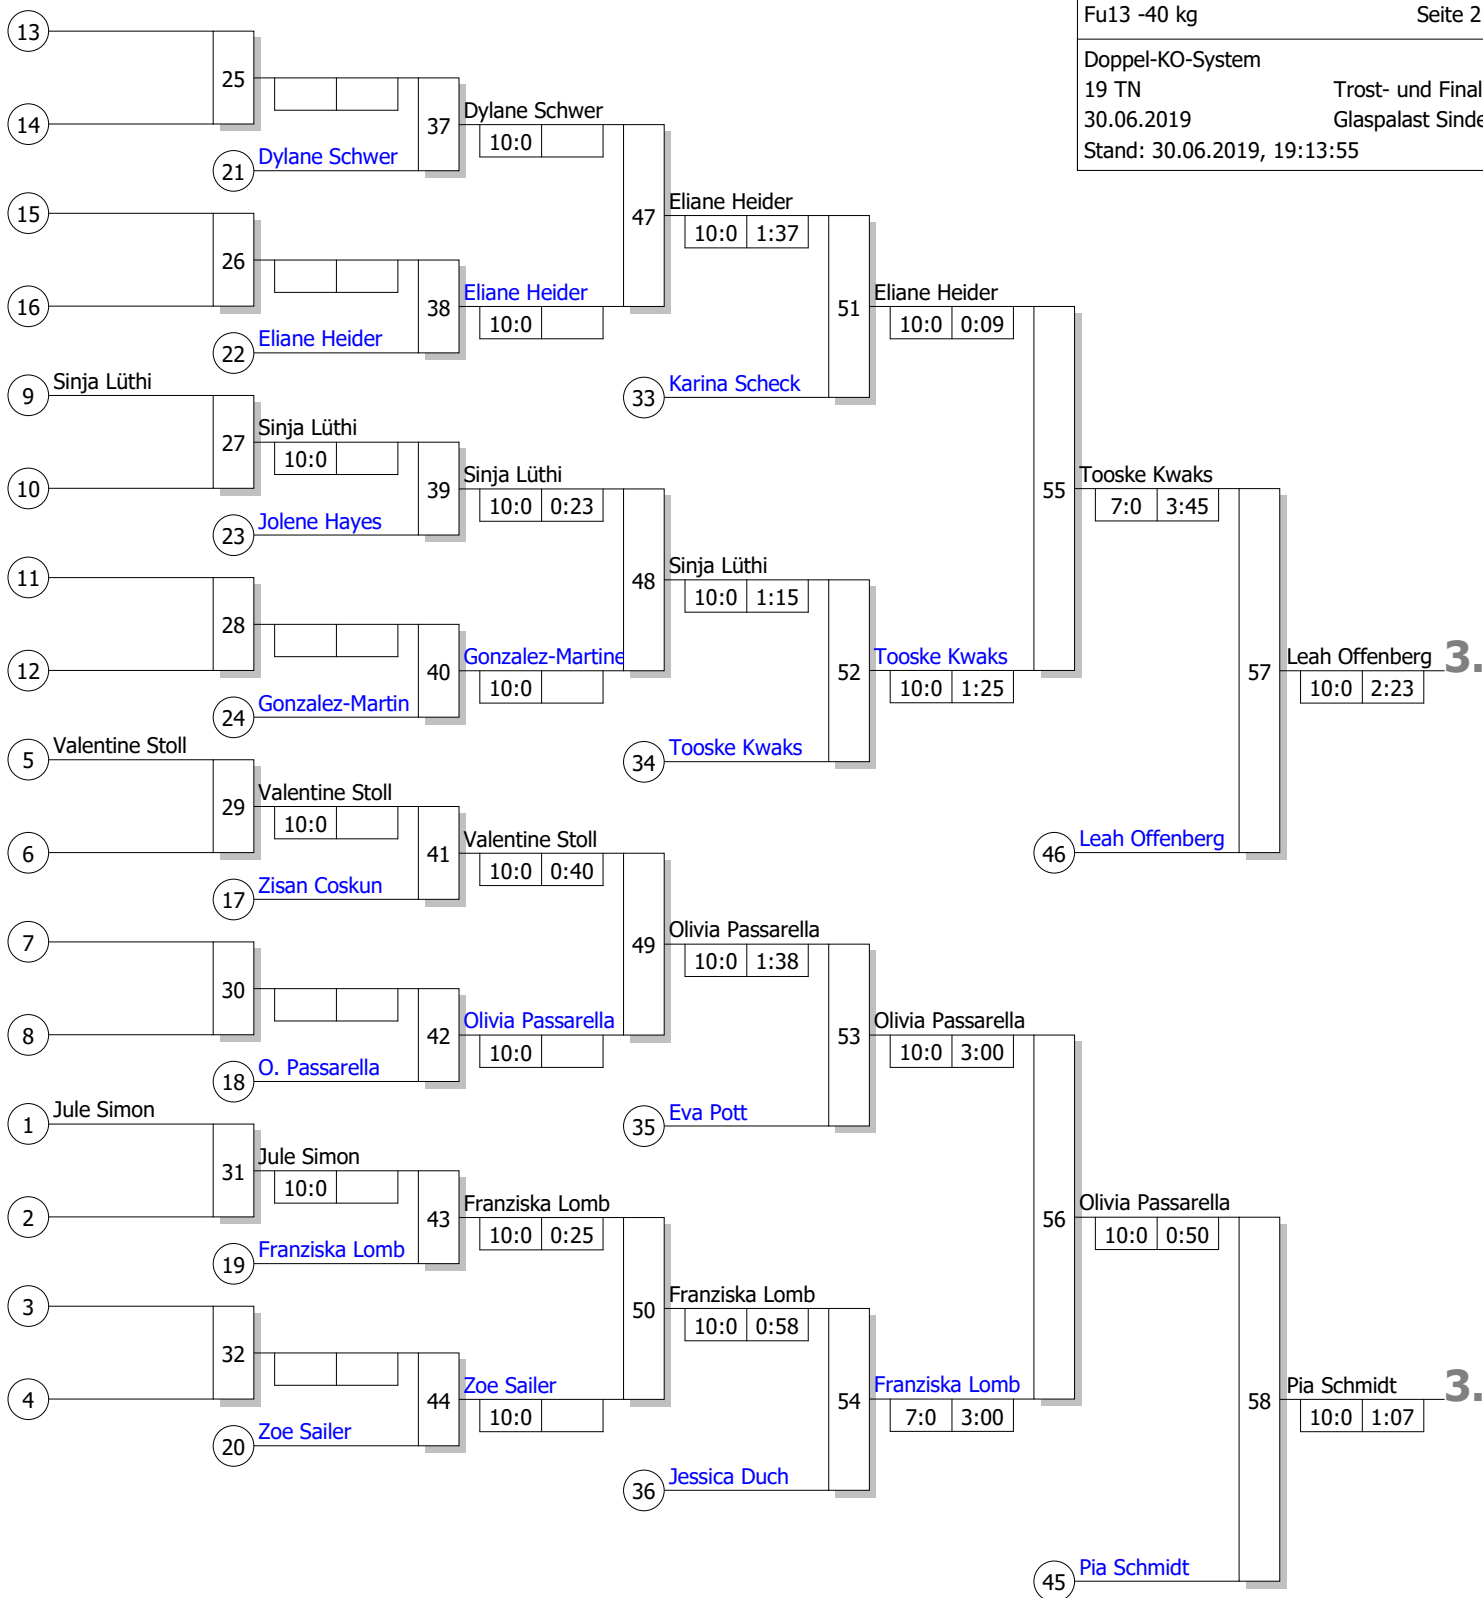 Fu13 -40 kg Seite 2
Doppel-KO-System
19 TN Trost- und Final
30.06.2019 Glaspalast Sinde
Stand: 30.06.2019, 19:13:55
13
25
14
37
Dylane Schwer
10:0
21 Dylane Schwer
15
47
Eliane Heider
10:0 1:37
26
16
38
Eliane Heider
10:0
22 Eliane Heider
51
Eliane Heider
10:0 0:09
9 Sinja Lüthi
33 Karina Scheck
27
Sinja Lüthi
10:0
10
39
Sinja Lüthi
10:0 0:23
23 Jolene Hayes
55
Tooske Kwaks
7:0 3:45
11
48
Sinja Lüthi
10:0 1:15
28
12
40
Gonzalez-Martine
10:0
24 Gonzalez-Martin
52
Tooske Kwaks
10:0 1:25
57
Leah Offenberg 3.
10:0 2:23
5 Valentine Stoll
34 Tooske Kwaks
29
Valentine Stoll
10:0
6
41
Valentine Stoll
10:0 0:40
46 Leah Offenberg
17 Zisan Coskun
7
49
Olivia Passarella
10:0 1:38
30
8
42
Olivia Passarella
10:0
18 O. Passarella
53
Olivia Passarella
10:0 3:00
1 Jule Simon
35 Eva Pott
31
Jule Simon
10:0
2
43
Franziska Lomb
10:0 0:25
19 Franziska Lomb
56
Olivia Passarella
10:0 0:50
3
50
Franziska Lomb
10:0 0:58
32
4
44
Zoe Sailer
10:0
20 Zoe Sailer
54
Franziska Lomb
7:0 3:00
58
Pia Schmidt 3.
10:0 1:07
36 Jessica Duch
45 Pia Schmidt